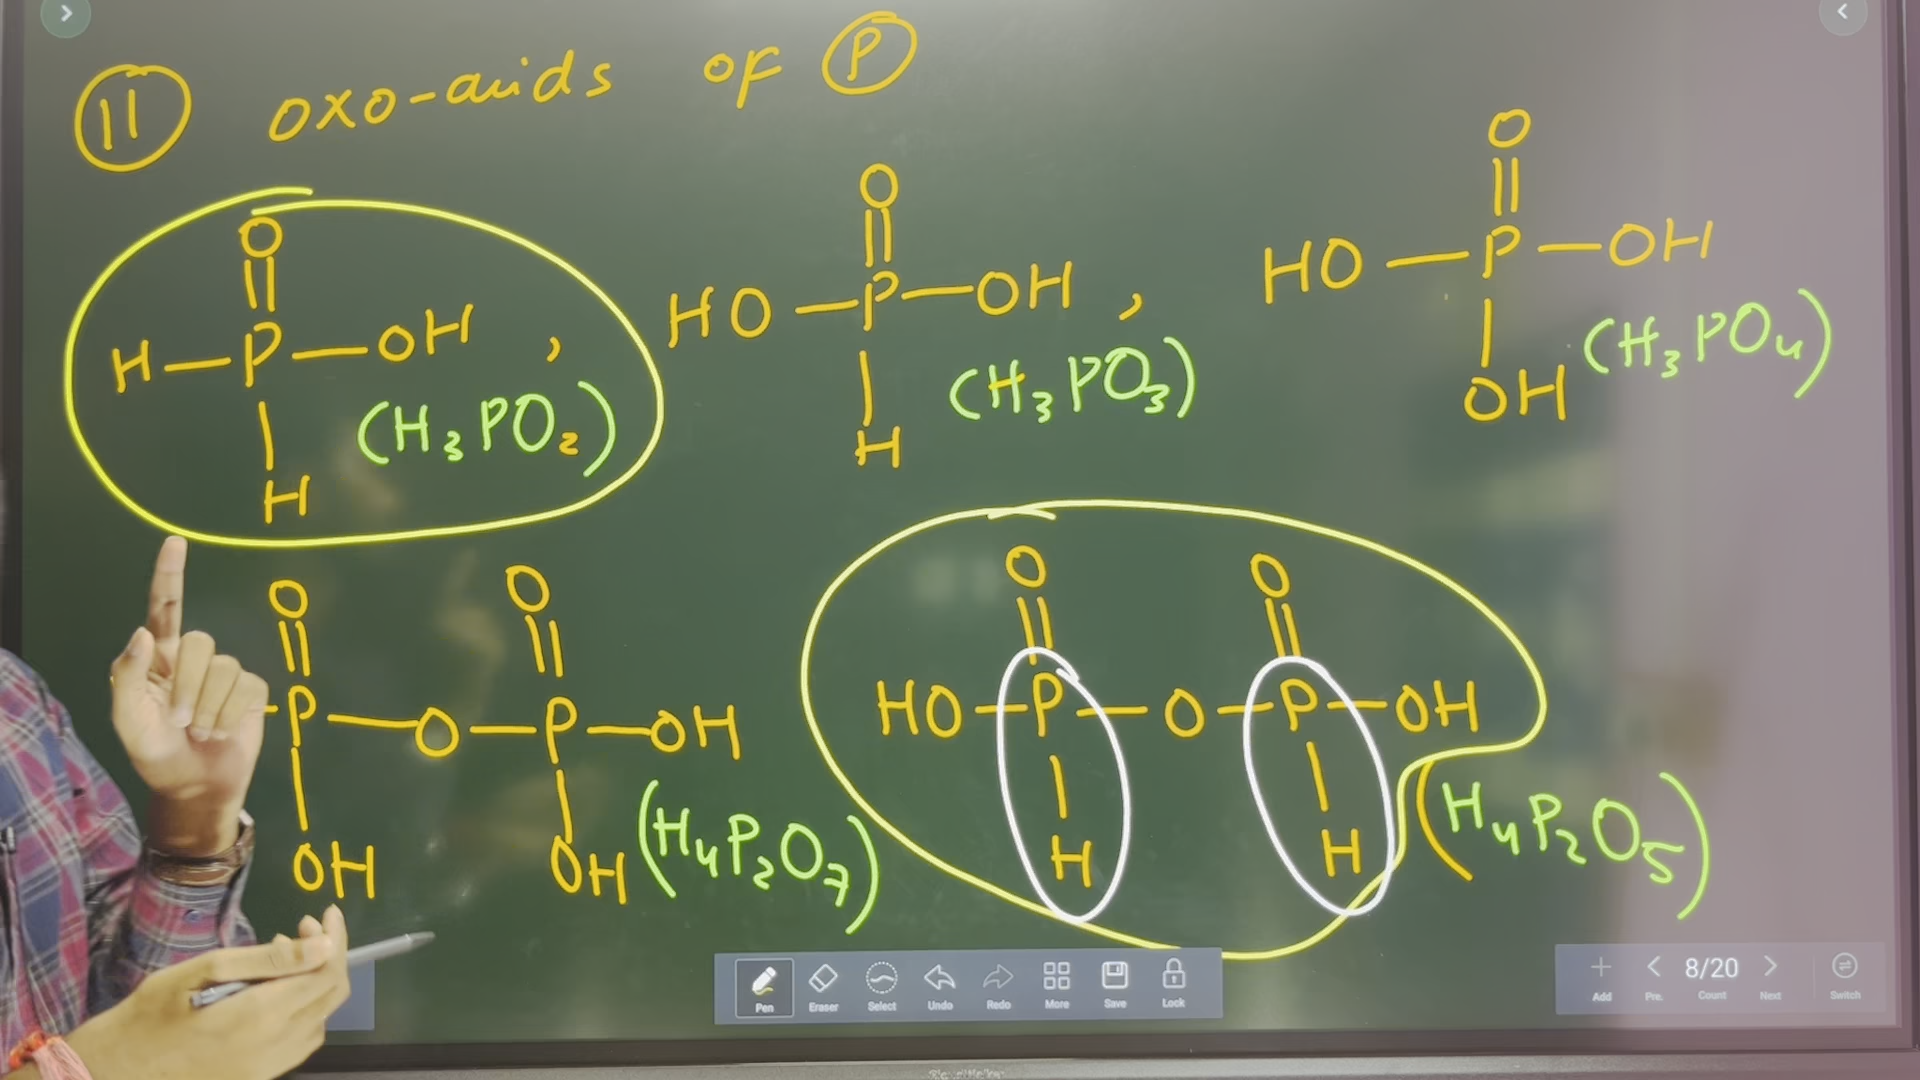 11 oxo-acids of P
O
H-P-OH ,
H
(H3PO2)
O
HO-P-OH ,
H
(H3PO3)
O
HO-P-OH
OH
(H3PO4)
O O
-P-O-P-OH
OH OH
(H4P2O7)
O O
HO-P-O-P-OH
H H
(H4P2O5)
Pen Eraser Select Undo Redo More Save Lock
8/20
Add Pre. Count Next Switch